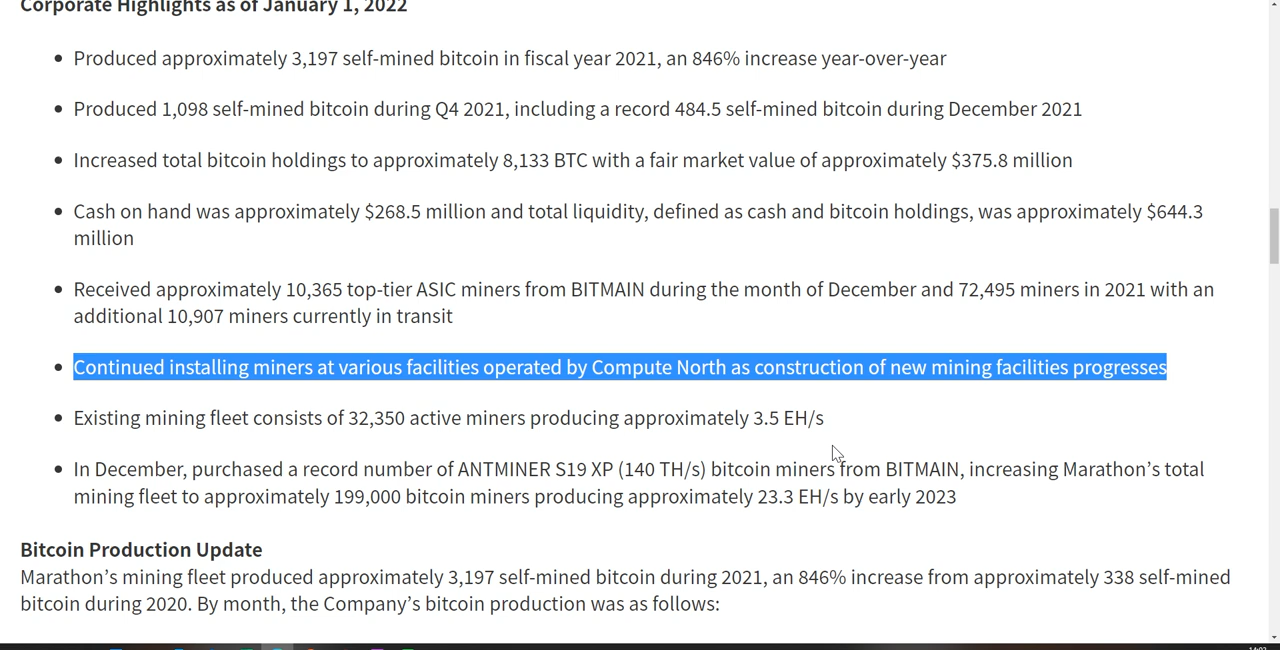 Corporate Highlights as of January 1, 2022
Produced approximately 3,197 self-mined bitcoin in fiscal year 2021, an 846% increase year-over-year
Produced 1,098 self-mined bitcoin during Q4 2021, including a record 484.5 self-mined bitcoin during December 2021
Increased total bitcoin holdings to approximately 8,133 BTC with a fair market value of approximately $375.8 million
Cash on hand was approximately $268.5 million and total liquidity, defined as cash and bitcoin holdings, was approximately $644.3
million
Received approximately 10,365 top-tier ASIC miners from BITMAIN during the month of December and 72,495 miners in 2021 with an
additional 10,907 miners currently in transit
Continued installing miners at various facilities operated by Compute North as construction of new mining facilities progresses
Existing mining fleet consists of 32,350 active miners producing approximately 3.5 EH/s
In December, purchased a record number of ANTMINER S19 XP (140 TH/s) bitcoin miners from BITMAIN, increasing Marathon’s total
mining fleet to approximately 199,000 bitcoin miners producing approximately 23.3 EH/s by early 2023
Bitcoin Production Update
Marathon’s mining fleet produced approximately 3,197 self-mined bitcoin during 2021, an 846% increase from approximately 338 self-mined
bitcoin during 2020. By month, the Company’s bitcoin production was as follows: